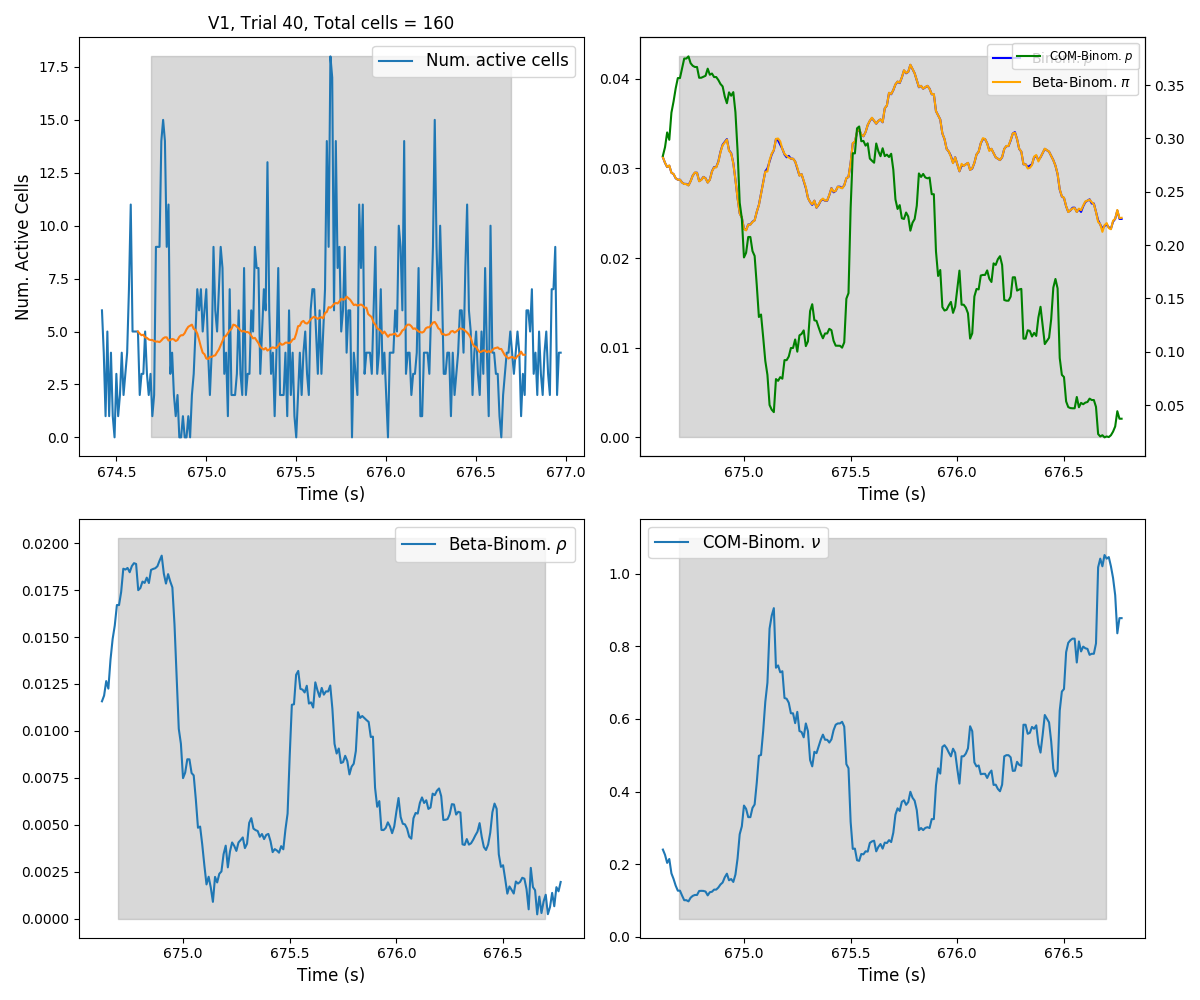 V1, Trial 40, Total cells = 160
Num. active cells
Num. Active Cells
17.5
15.0
12.5
10.0
7.5
5.0
2.5
0.0
674.5 675.0 675.5 676.0 676.5 677.0
Time (s)
COM-Binom. p
Beta-Binom. π
0.04
0.03
0.02
0.01
0.00
0.35
0.30
0.25
0.20
0.15
0.10
0.05
675.0 675.5 676.0 676.5
Time (s)
Beta-Binom. ρ
0.0200
0.0175
0.0150
0.0125
0.0100
0.0075
0.0050
0.0025
0.0000
675.0 675.5 676.0 676.5
Time (s)
COM-Binom. ν
1.0
0.8
0.6
0.4
0.2
0.0
675.0 675.5 676.0 676.5
Time (s)